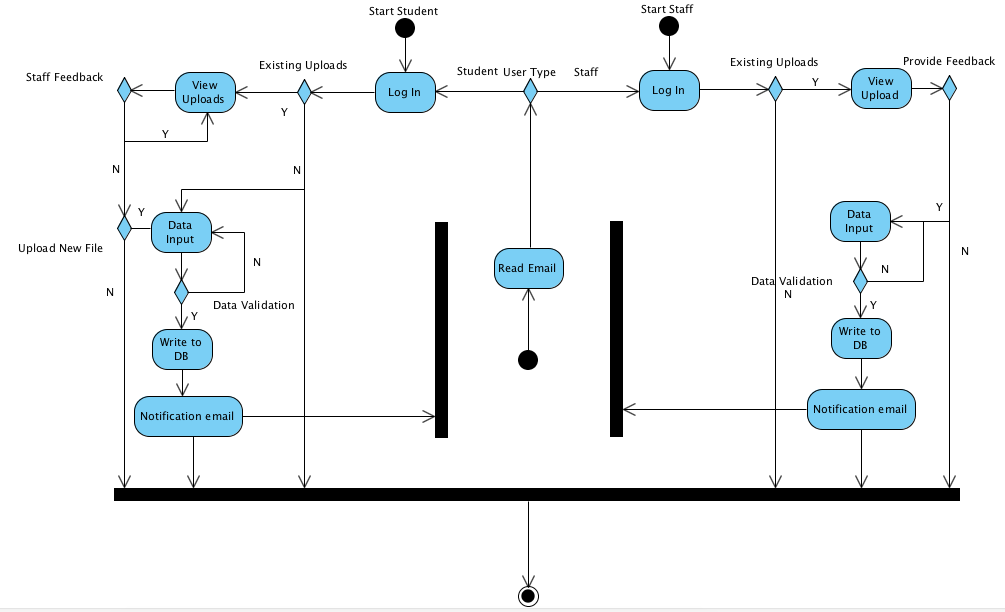 Start Student
Start Staff
Staff Feedback
Existing Uploads
Student
User Type
Staff
Existing Uploads
Provide Feedback
View
Uploads
Log In
Log In
View
Upload
Y
Y
Y
N
N
Y
Data
Input
Upload New File
N
N
Data Validation
Y
Write to
DB
Notification email
Read Email
Y
Data
Input
N
N
Data Validation
N
Y
Write to
DB
Notification email